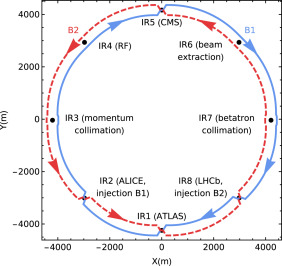 4000
2000
0
−2000
−4000
Y(m)
B2
B1
IR5 (CMS)
IR4 (RF)
IR6 (beam
extraction)
IR3 (momentum
collimation)
IR7 (betatron
collimation)
IR2 (ALICE,
injection B1)
IR8 (LHCb,
injection B2)
IR1 (ATLAS)
−4000
−2000
0
2000
4000
X(m)